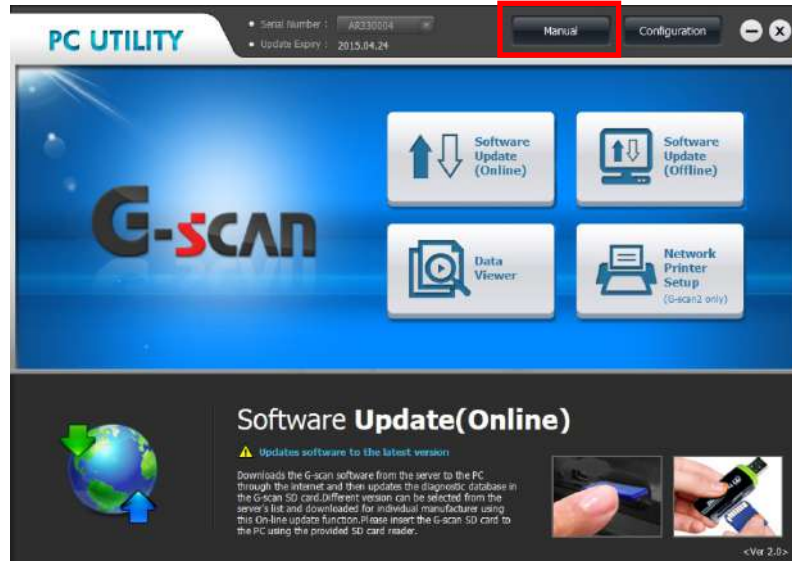 PC UTILITY
• Serial Number : AR230004
• Update Expiry : 2015.04.24
Manual
Configuration
G-scan
Software
Update
(Online)
Software
Update
(Offline)
Data
Viewer
Network
Printer
Setup
(G-scan2 only)
Software Update(Online)
Updates software to the latest version
Downloads the G-scan software from the server to the PC
through the internet and then updates the diagnostic database in
the G-scan SD card.Different version can be selected from the
server's list and downloaded for individual manufacturer using
this On-line update function.Please insert the G-scan SD card to
the PC using the provided SD card reader.
<Ver 2.0>